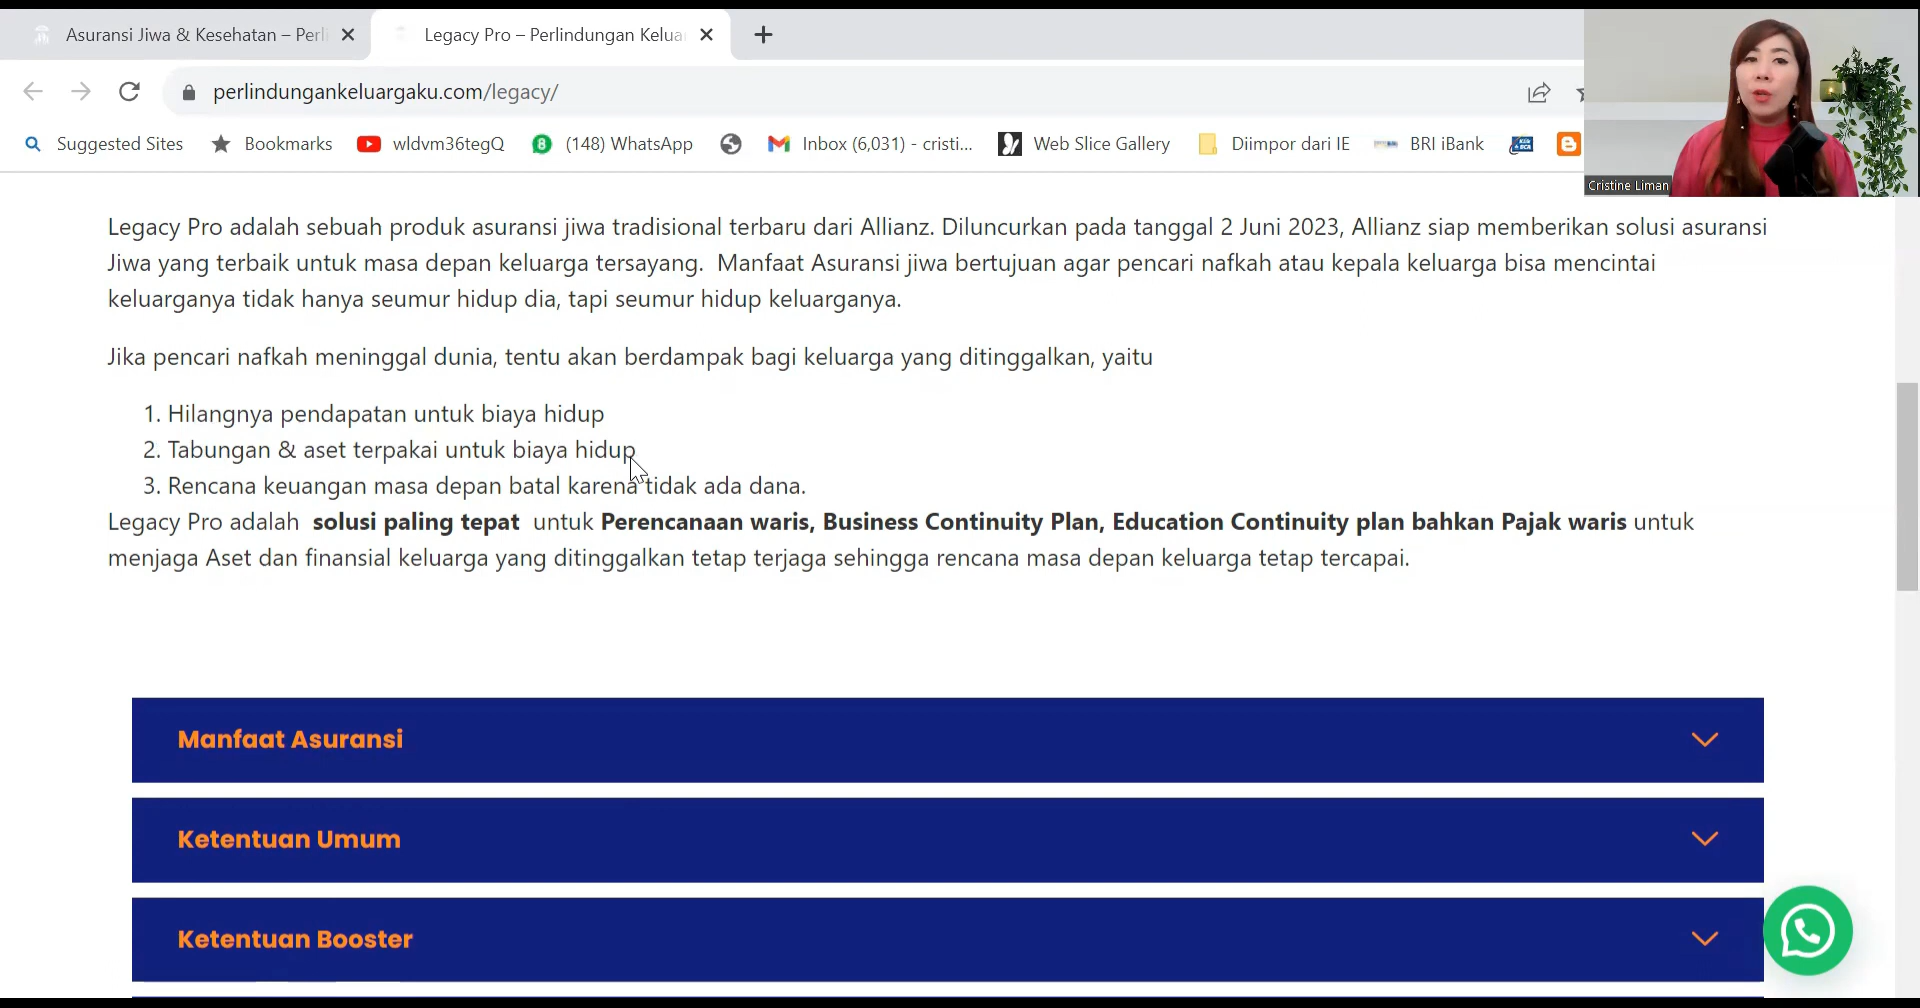 Asuransi Jiwa & Kesehatan – Perli
Legacy Pro – Perlindungan Kelua
perlindungankeluargaku.com/legacy/
Suggested Sites
Bookmarks
wldvm36tegQ
(148) WhatsApp
Inbox (6,031) - cristi...
Web Slice Gallery
Diimpor dari IE
BRI iBank
Cristine Liman
Legacy Pro adalah sebuah produk asuransi jiwa tradisional terbaru dari Allianz. Diluncurkan pada tanggal 2 Juni 2023, Allianz siap memberikan solusi asuransi
Jiwa yang terbaik untuk masa depan keluarga tersayang. Manfaat Asuransi jiwa bertujuan agar pencari nafkah atau kepala keluarga bisa mencintai
keluarganya tidak hanya seumur hidup dia, tapi seumur hidup keluarganya.
Jika pencari nafkah meninggal dunia, tentu akan berdampak bagi keluarga yang ditinggalkan, yaitu
1. Hilangnya pendapatan untuk biaya hidup
2. Tabungan & aset terpakai untuk biaya hidup
3. Rencana keuangan masa depan batal karena tidak ada dana.
Legacy Pro adalah solusi paling tepat untuk Perencanaan waris, Business Continuity Plan, Education Continuity plan bahkan Pajak waris untuk
menjaga Aset dan finansial keluarga yang ditinggalkan tetap terjaga sehingga rencana masa depan keluarga tetap tercapai.
Manfaat Asuransi
Ketentuan Umum
Ketentuan Booster